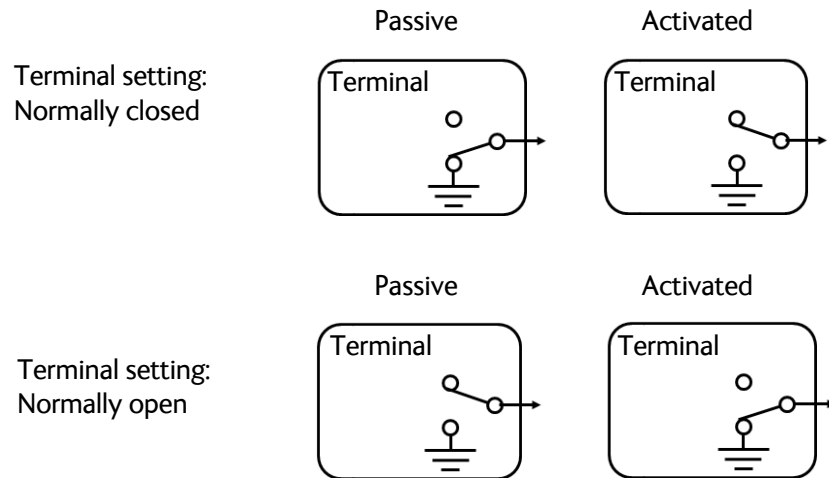 Passive
Activated
Terminal setting:
Normally closed
Terminal
Terminal
Passive
Activated
Terminal setting:
Normally open
Terminal
Terminal